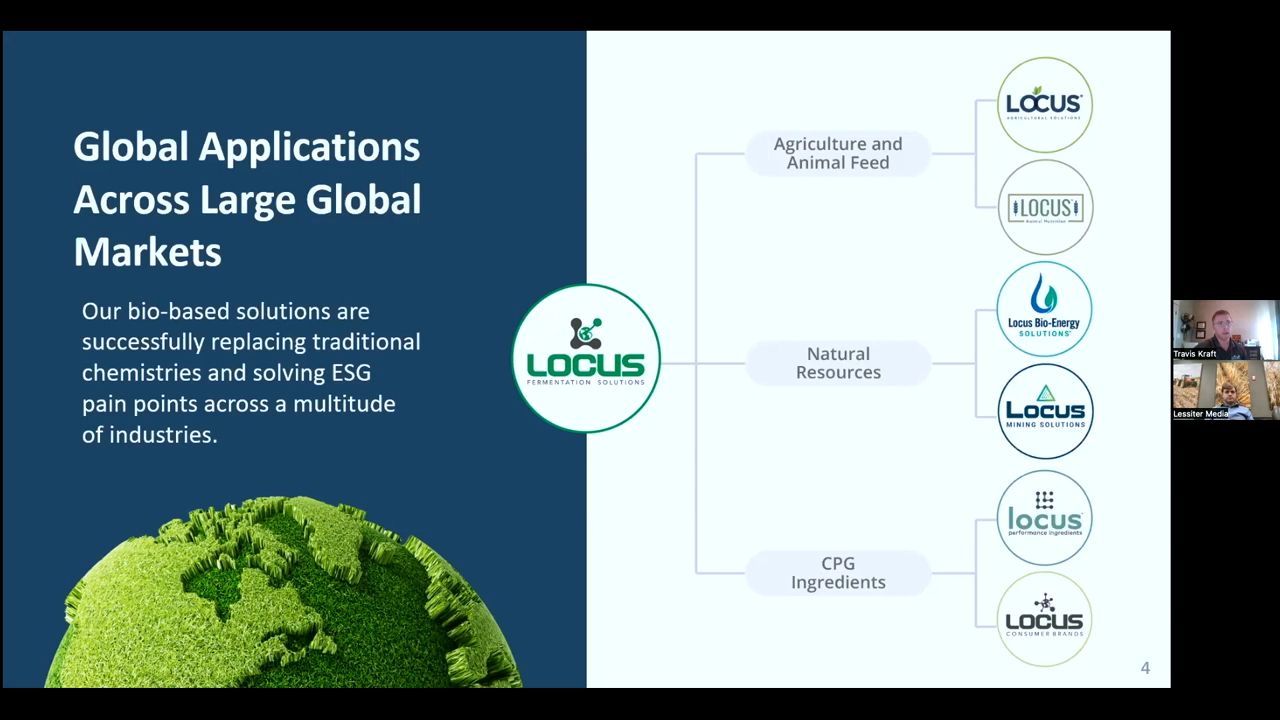 Global Applications
Across Large Global
Markets
Our bio-based solutions are
successfully replacing traditional
chemistries and solving ESG
pain points across a multitude
of industries.
LOCUS
FERMENTATION SOLUTIONS
Agriculture and
Animal Feed
LOCUS
AGRICULTURAL SOLUTIONS
LOCUS
Animal Nutrition
Natural
Resources
Locus Bio-Energy
SOLUTIONS
Locus
MINING SOLUTIONS
CPG
Ingredients
locus
performance ingredients
LOCUS
CONSUMER BRANDS
4
Travis Kraft
Lessiter Media